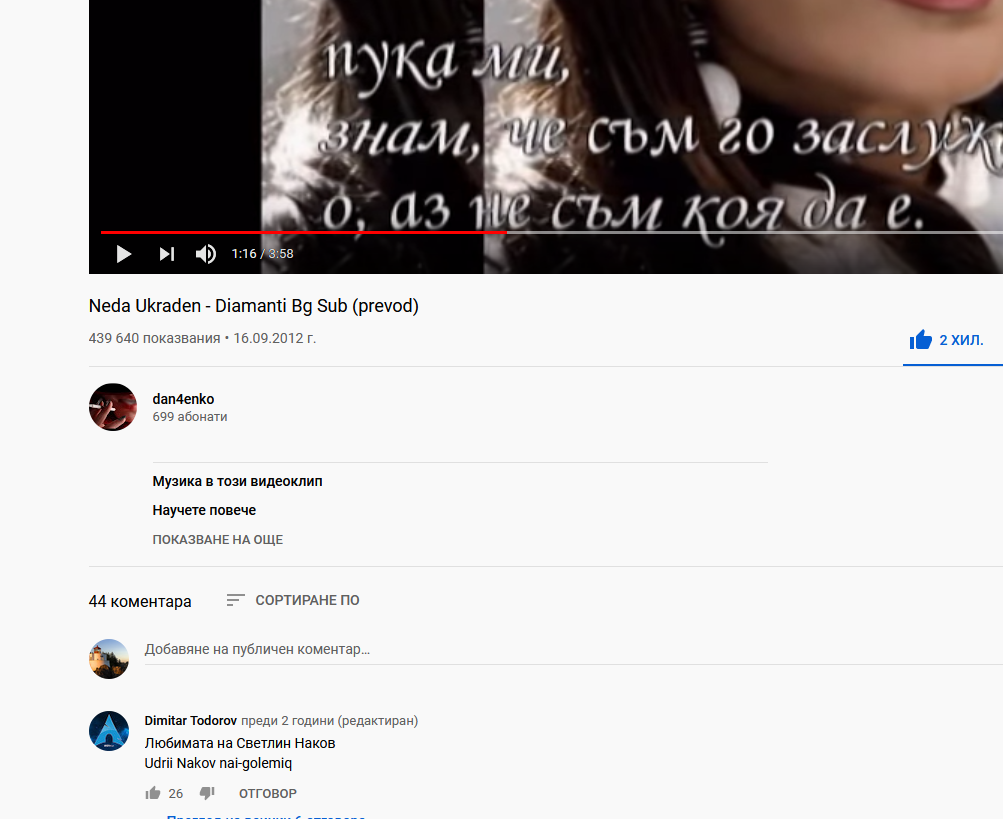 пука ми,
знам, че съм го заслуж
о, аз не съм коя да е.
1:16 / 3:58
Neda Ukraden - Diamanti Bg Sub (prevod)
439 640 показвания • 16.09.2012 г.
2 ХИЛ.
dan4enko
699 абонати
Музика в този видеоклип
Научете повече
ПОКАЗВАНЕ НА ОЩЕ
44 коментара
СОРТИРАНЕ ПО
Добавяне на публичен коментар...
Dimitar Todorov преди 2 години (редактиран)
Любимата на Светлин Наков
Udrii Nakov nai-golemiq
26
ОТГОВОР